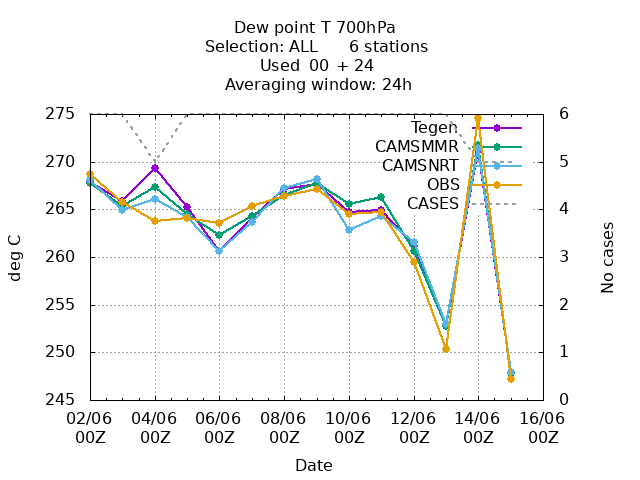 Dew point T 700hPa
Selection: ALL 6 stations
Used 00 + 24
Averaging window: 24h
275
270
265
260
255
250
245
deg C
6
5
4
3
2
1
0
No cases
Tegen
CAMSMMR
CAMSNRT
OBS
CASES
02/06 04/06 06/06 08/06 10/06 12/06 14/06 16/06
00Z 00Z 00Z 00Z 00Z 00Z 00Z 00Z
Date